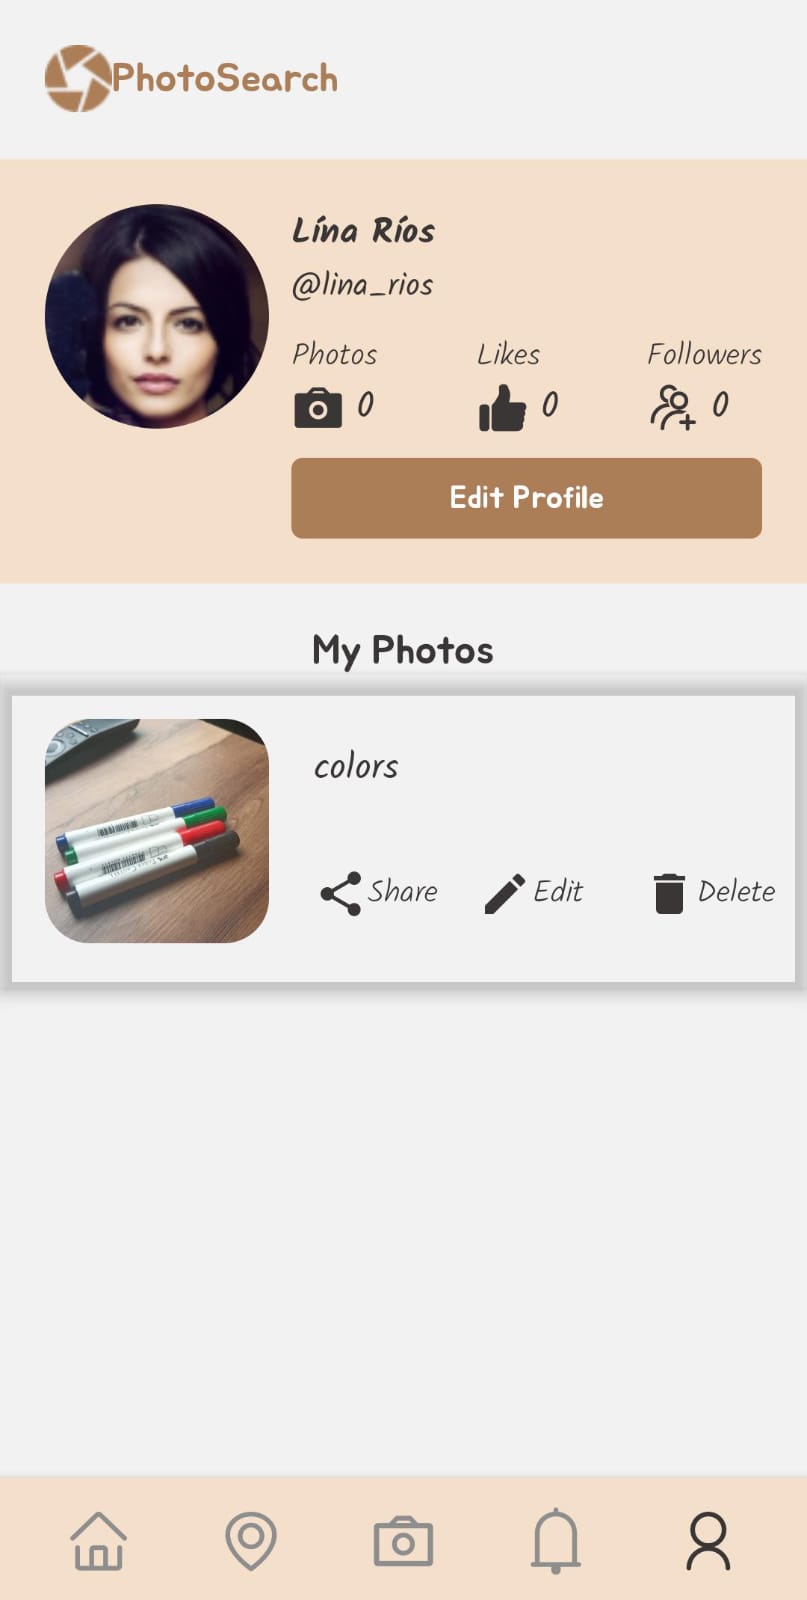 PhotoSearch
Lína Ríos
@lina_rios
Photos Likes Followers
0 0 0
Edit Profile
My Photos
colors
Share Edit Delete